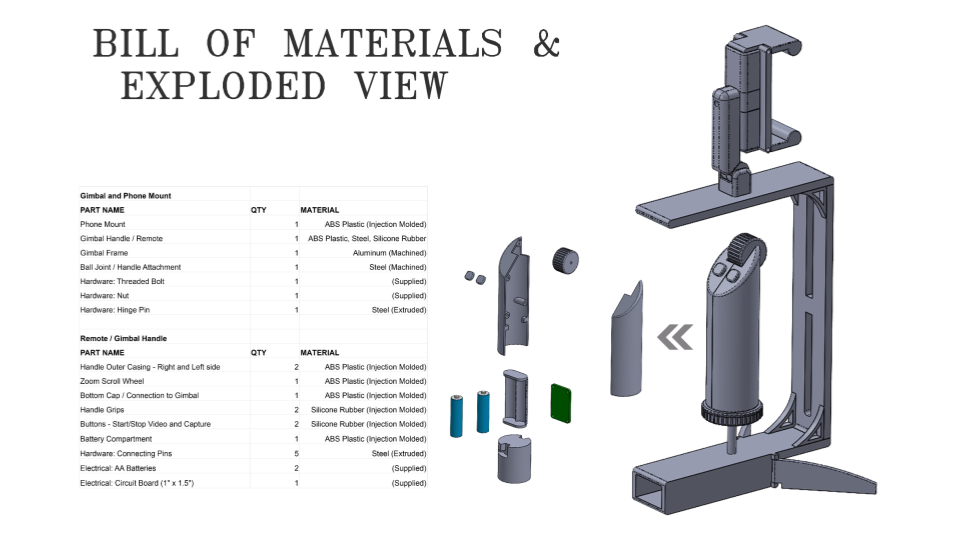 BILL OF MATERIALS &
EXPLODED VIEW
Gimbal and Phone Mount
PART NAME QTY MATERIAL
Phone Mount 1 ABS Plastic (Injection Molded)
Gimbal Handle / Remote 1 ABS Plastic, Steel, Silicone Rubber
Gimbal Frame 1 Aluminum (Machined)
Ball Joint / Handle Attachment 1 Steel (Machined)
Hardware: Threaded Bolt 1 (Supplied)
Hardware: Nut 1 (Supplied)
Hardware: Hinge Pin 1 Steel (Extruded)
Remote / Gimbal Handle
PART NAME QTY MATERIAL
Handle Outer Casing - Right and Left side 2 ABS Plastic (Injection Molded)
Zoom Scroll Wheel 1 ABS Plastic (Injection Molded)
Bottom Cap / Connection to Gimbal 1 ABS Plastic (Injection Molded)
Handle Grips 2 Silicone Rubber (Injection Molded)
Buttons - Start/Stop Video and Capture 2 Silicone Rubber (Injection Molded)
Battery Compartment 1 ABS Plastic (Injection Molded)
Hardware: Connecting Pins 5 Steel (Extruded)
Electrical: AA Batteries 2 (Supplied)
Electrical: Circuit Board (1" x 1.5") 1 (Supplied)